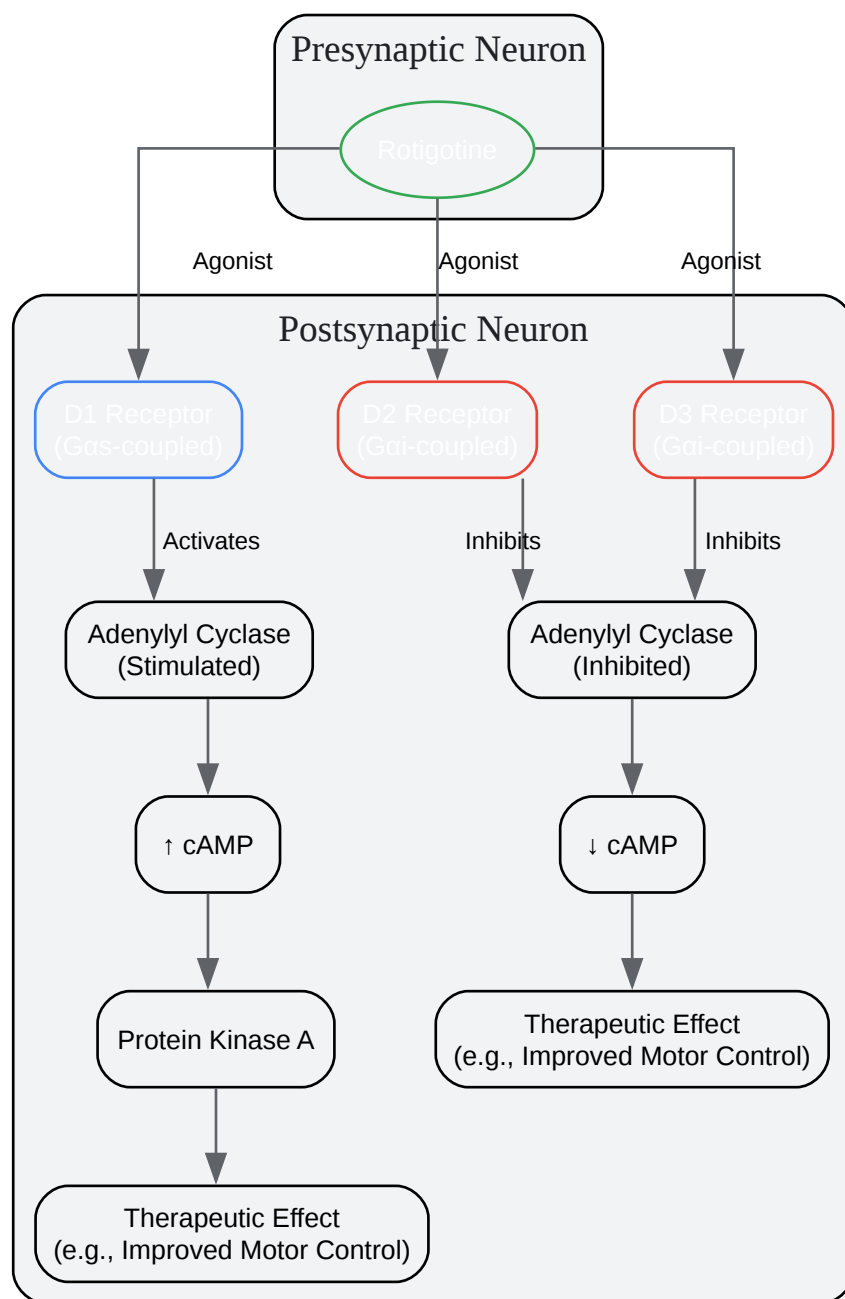 Presynaptic Neuron
Rotigotine
Agonist
Agonist
Agonist
Postsynaptic Neuron
D1 Receptor
(Gαs-coupled)
D2 Receptor
(Gαi-coupled)
D3 Receptor
(Gαi-coupled)
Activates
Inhibits
Inhibits
Adenylyl Cyclase
(Stimulated)
Adenylyl Cyclase
(Inhibited)
↑ cAMP
↓ cAMP
Protein Kinase A
Therapeutic Effect
(e.g., Improved Motor Control)
Therapeutic Effect
(e.g., Improved Motor Control)